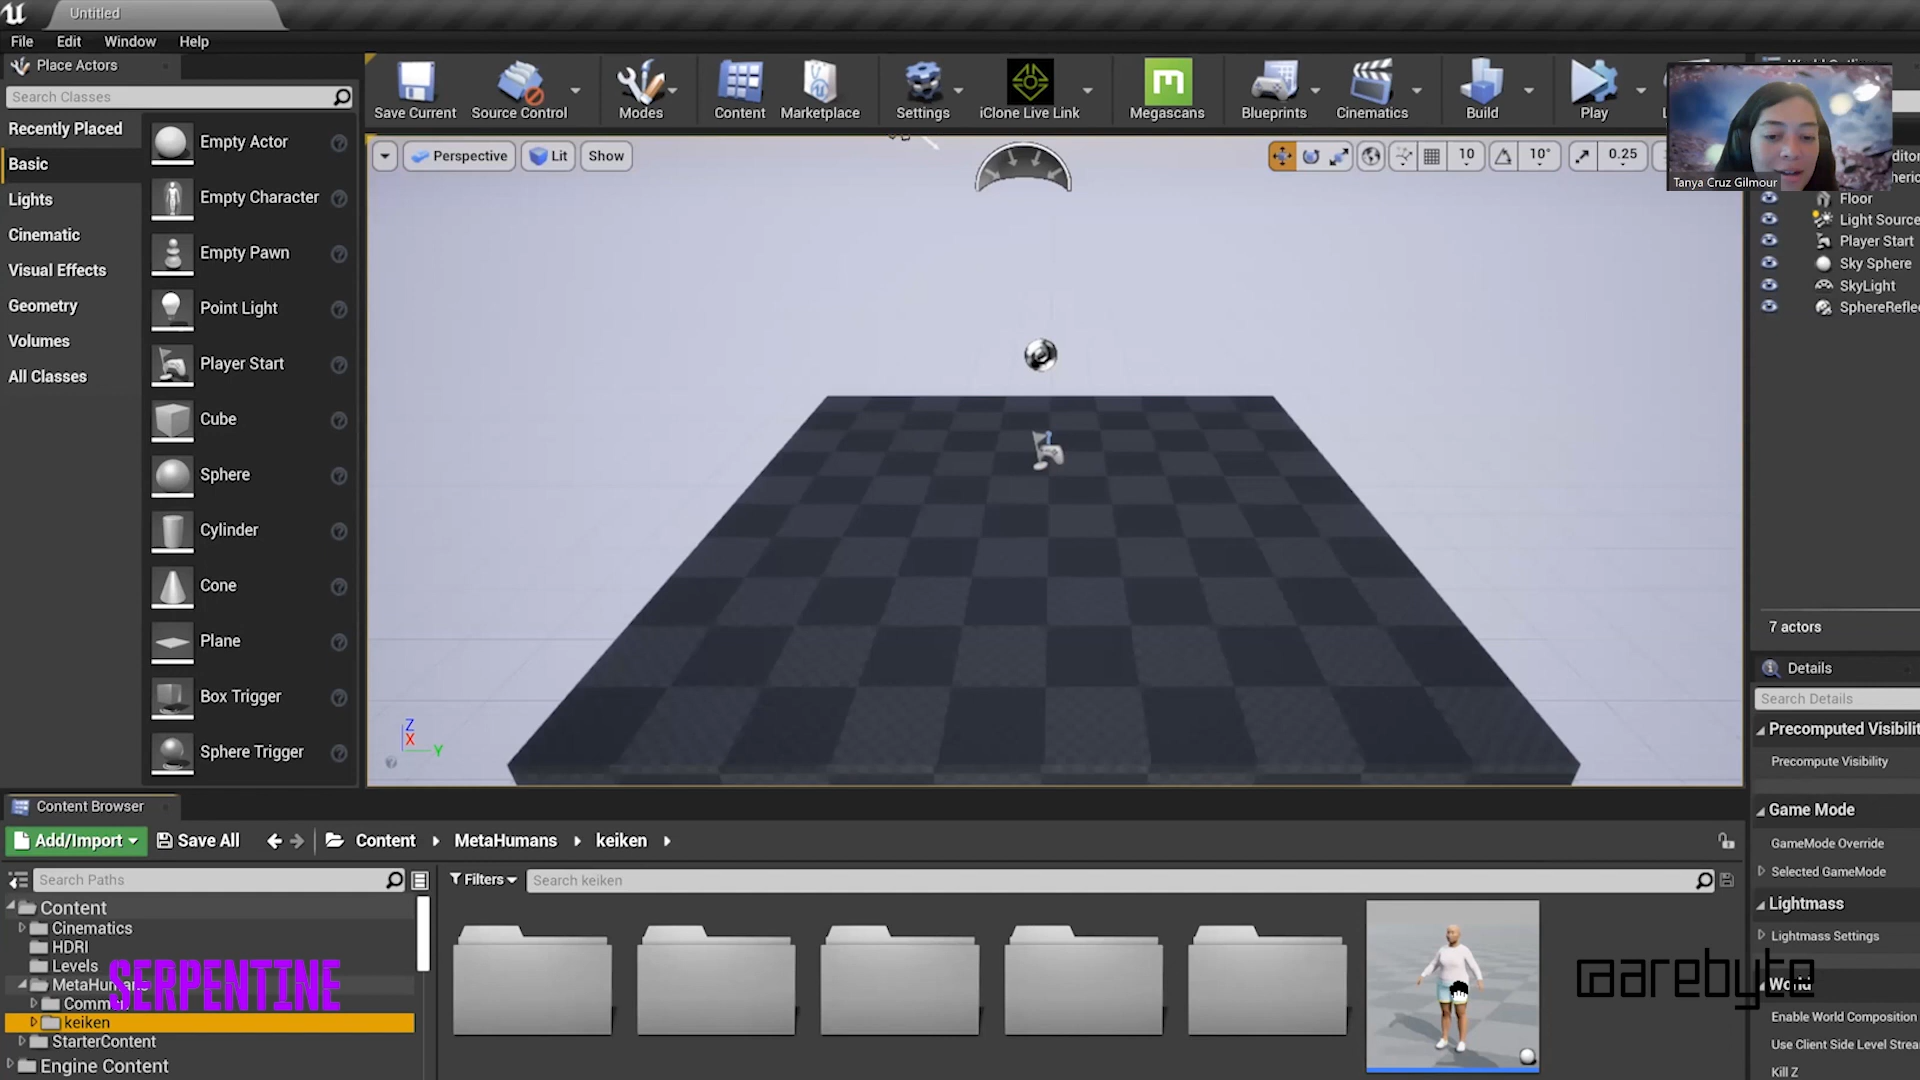 Untitled
File Edit Window Help
Place Actors
Search Classes
Recently Placed
Basic
Lights
Cinematic
Visual Effects
Geometry
Volumes
All Classes
Empty Actor
Empty Character
Empty Pawn
Point Light
Player Start
Cube
Sphere
Cylinder
Cone
Plane
Box Trigger
Sphere Trigger
Save Current
Source Control
Modes
Content
Marketplace
Settings
iClone Live Link
Megascans
Blueprints
Cinematics
Build
Play
Perspective
Lit
Show
10
10°
0.25
Z
X
Y
Tanya Cruz Gilmour
Floor
Light Source
Player Start
Sky Sphere
SkyLight
SphereReflec
7 actors
Details
Search Details
Precomputed Visibilit
Precompute Visibility
Game Mode
GameMode Override
Selected GameMode
Lightmass
Lightmass Settings
World
Enable World Composition
Use Client Side Level Strea
Kill Z
Content Browser
Add/Import
Save All
Content
MetaHumans
keiken
Search Paths
Filters
Search keiken
Content
Cinematics
HDRI
Levels
MetaHumans
Comm
keiken
StarterContent
Engine Content
SERPENTINE
@arebyte